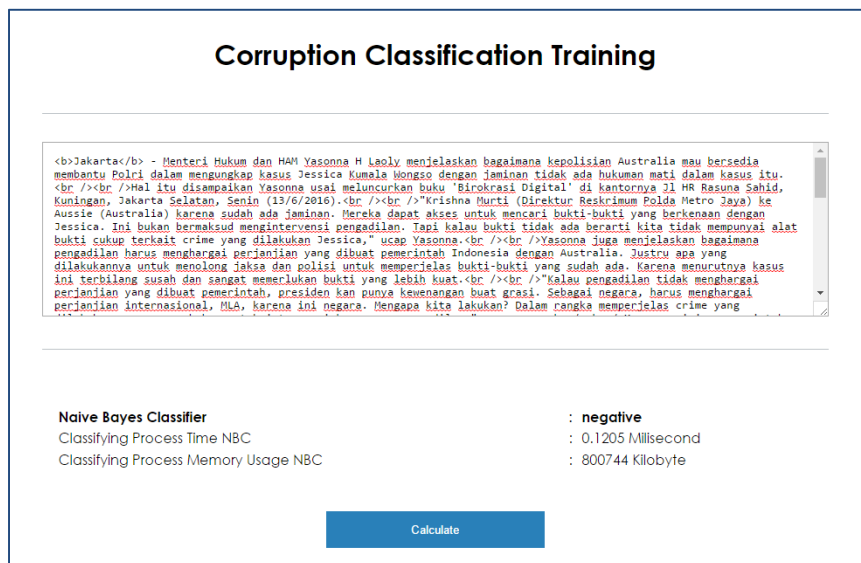 Corruption Classification Training
<b>Jakarta</b> - Menteri Hukum dan HAM Yasonna H Laoly menjelaskan bagaimana kepolisian Australia mau bersedia
membantu Polri dalam mengungkap kasus Jessica Kumala Wongso dengan jaminan tidak ada hukuman mati dalam kasus itu.
<br /><br />Hal itu disampaikan Yasonna usai meluncurkan buku 'Birokrasi Digital' di kantornya Jl HR Rasuna Sahid,
Kuningan, Jakarta Selatan, Senin (13/6/2016).<br /><br />"Krishna Murti (Direktur Reskrimum Polda Metro Jaya) ke
Aussie (Australia) karena sudah ada jaminan. Mereka dapat akses untuk mencari bukti-bukti yang berkenaan dengan
Jessica. Ini bukan bermaksud mengintervensi pengadilan. Tapi kalau bukti tidak ada berarti kita tidak mempunyai alat
bukti cukup terkait crime yang dilakukan Jessica," ucap Yasonna.<br /><br />Yasonna juga menjelaskan bagaimana
pengadilan harus menghargai perjanjian yang dibuat pemerintah Indonesia dengan Australia. Justru apa yang
dilakukannya untuk menolong jaksa dan polisi untuk memperjelas bukti-bukti yang sudah ada. Karena menurutnya kasus
ini terbilang susah dan sangat memerlukan bukti yang lebih kuat.<br /><br />"Kalau pengadilan tidak menghargai
perjanjian yang dibuat pemerintah, presiden kan punya kewenangan buat grasi. Sebagai negara, harus menghargai
perjanjian internasional, MLA, karena ini negara. Mengapa kita lakukan? Dalam rangka memperjelas crime yang
Naive Bayes Classifier : negative
Classifying Process Time NBC : 0.1205 Milisecond
Classifying Process Memory Usage NBC : 800744 Kilobyte
Calculate